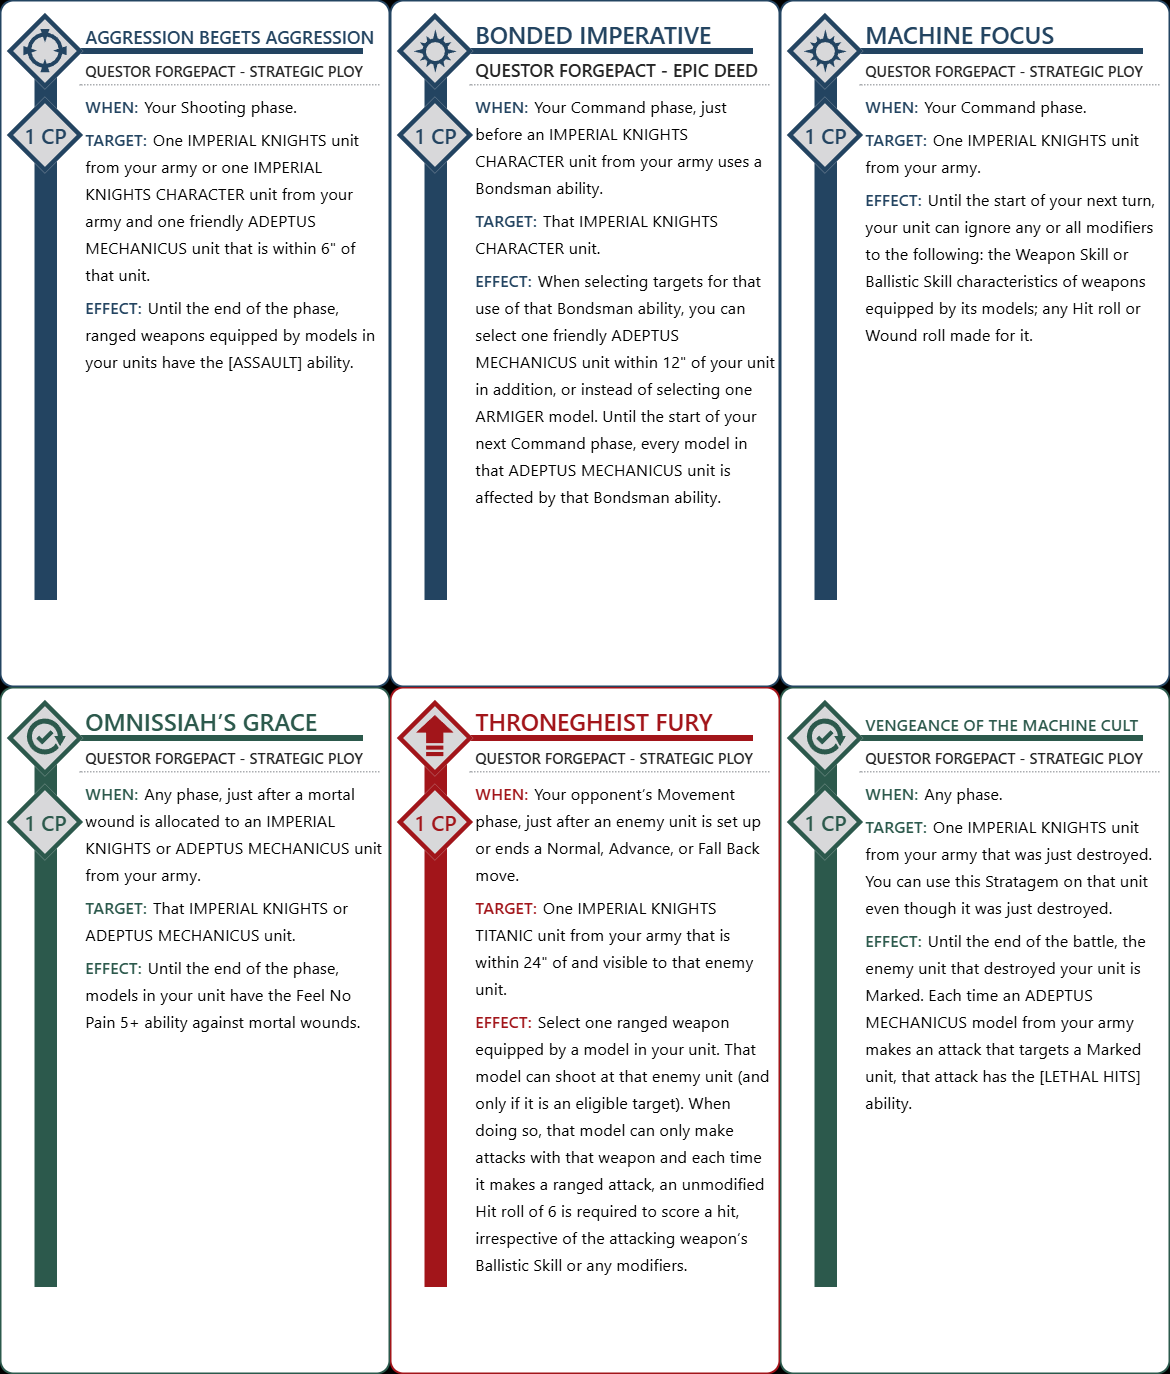 AGGRESSION BEGETS AGGRESSION
QUESTOR FORGEPACT - STRATEGIC PLOY
1 CP
WHEN: Your Shooting phase.
TARGET: One IMPERIAL KNIGHTS unit
from your army or one IMPERIAL
KNIGHTS CHARACTER unit from your
army and one friendly ADEPTUS
MECHANICUS unit that is within 6" of
that unit.
EFFECT: Until the end of the phase,
ranged weapons equipped by models in
your units have the [ASSAULT] ability.
BONDED IMPERATIVE
QUESTOR FORGEPACT - EPIC DEED
1 CP
WHEN: Your Command phase, just
before an IMPERIAL KNIGHTS
CHARACTER unit from your army uses a
Bondsman ability.
TARGET: That IMPERIAL KNIGHTS
CHARACTER unit.
EFFECT: When selecting targets for that
use of that Bondsman ability, you can
select one friendly ADEPTUS
MECHANICUS unit within 12" of your unit
in addition, or instead of selecting one
ARMIGER model. Until the start of your
next Command phase, every model in
that ADEPTUS MECHANICUS unit is
affected by that Bondsman ability.
MACHINE FOCUS
QUESTOR FORGEPACT - STRATEGIC PLOY
1 CP
WHEN: Your Command phase.
TARGET: One IMPERIAL KNIGHTS unit
from your army.
EFFECT: Until the start of your next turn,
your unit can ignore any or all modifiers
to the following: the Weapon Skill or
Ballistic Skill characteristics of weapons
equipped by its models; any Hit roll or
Wound roll made for it.
OMNISSIAH’S GRACE
QUESTOR FORGEPACT - STRATEGIC PLOY
1 CP
WHEN: Any phase, just after a mortal
wound is allocated to an IMPERIAL
KNIGHTS or ADEPTUS MECHANICUS unit
from your army.
TARGET: That IMPERIAL KNIGHTS or
ADEPTUS MECHANICUS unit.
EFFECT: Until the end of the phase,
models in your unit have the Feel No
Pain 5+ ability against mortal wounds.
THRONEGHEIST FURY
QUESTOR FORGEPACT - STRATEGIC PLOY
1 CP
WHEN: Your opponent’s Movement
phase, just after an enemy unit is set up
or ends a Normal, Advance, or Fall Back
move.
TARGET: One IMPERIAL KNIGHTS
TITANIC unit from your army that is
within 24" of and visible to that enemy
unit.
EFFECT: Select one ranged weapon
equipped by a model in your unit. That
model can shoot at that enemy unit (and
only if it is an eligible target). When
doing so, that model can only make
attacks with that weapon and each time
it makes a ranged attack, an unmodified
Hit roll of 6 is required to score a hit,
irrespective of the attacking weapon’s
Ballistic Skill or any modifiers.
VENGEANCE OF THE MACHINE CULT
QUESTOR FORGEPACT - STRATEGIC PLOY
1 CP
WHEN: Any phase.
TARGET: One IMPERIAL KNIGHTS unit
from your army that was just destroyed.
You can use this Stratagem on that unit
even though it was just destroyed.
EFFECT: Until the end of the battle, the
enemy unit that destroyed your unit is
Marked. Each time an ADEPTUS
MECHANICUS model from your army
makes an attack that targets a Marked
unit, that attack has the [LETHAL HITS]
ability.